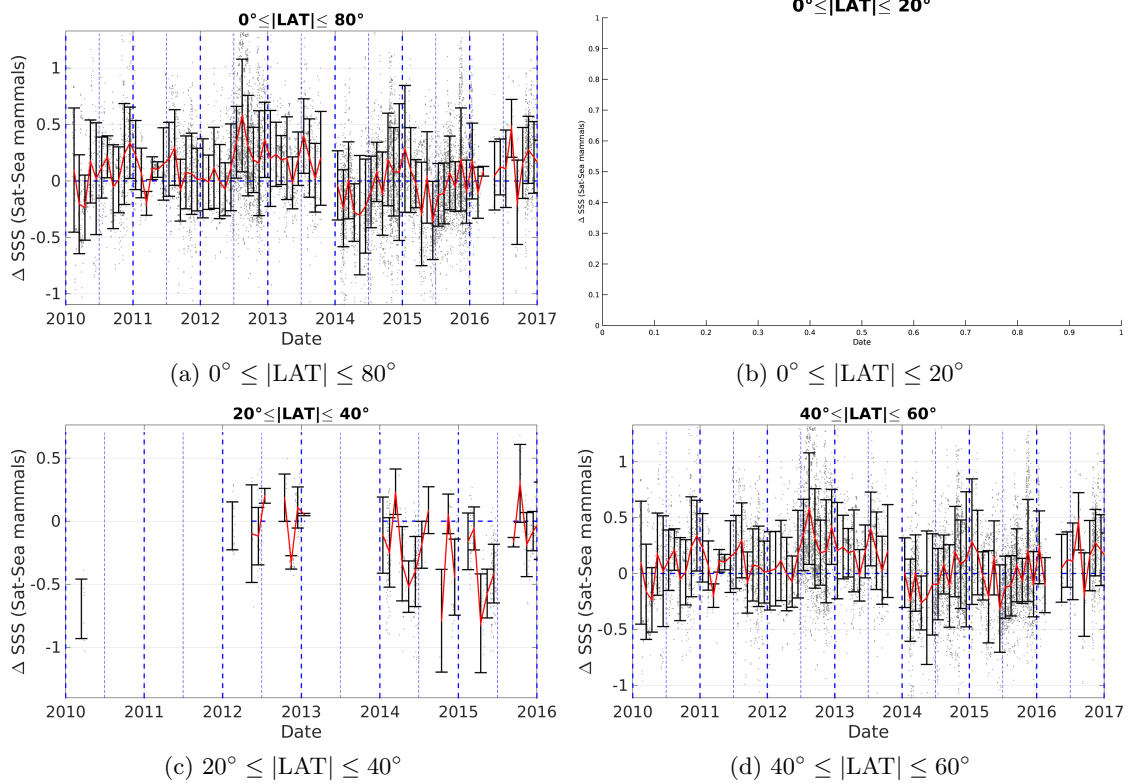 0°≤|LAT|≤ 80°
Δ SSS (Sat-Sea mammals)
1
0.5
0
-0.5
-1
2010 2011 2012 2013 2014 2015 2016 2017
Date
(a) 0° ≤ |LAT| ≤ 80°
0°≤|LAT|≤ 20°
Δ SSS (Sat-Sea mammals)
1
0.9
0.8
0.7
0.6
0.5
0.4
0.3
0.2
0.1
0
0 0.1 0.2 0.3 0.4 0.5 0.6 0.7 0.8 0.9 1
Date
(b) 0° ≤ |LAT| ≤ 20°
20°≤|LAT|≤ 40°
Δ SSS (Sat-Sea mammals)
0.5
0
-0.5
-1
2010 2011 2012 2013 2014 2015 2016
Date
(c) 20° ≤ |LAT| ≤ 40°
40°≤|LAT|≤ 60°
Δ SSS (Sat-Sea mammals)
1
0.5
0
-0.5
-1
2010 2011 2012 2013 2014 2015 2016 2017
Date
(d) 40° ≤ |LAT| ≤ 60°